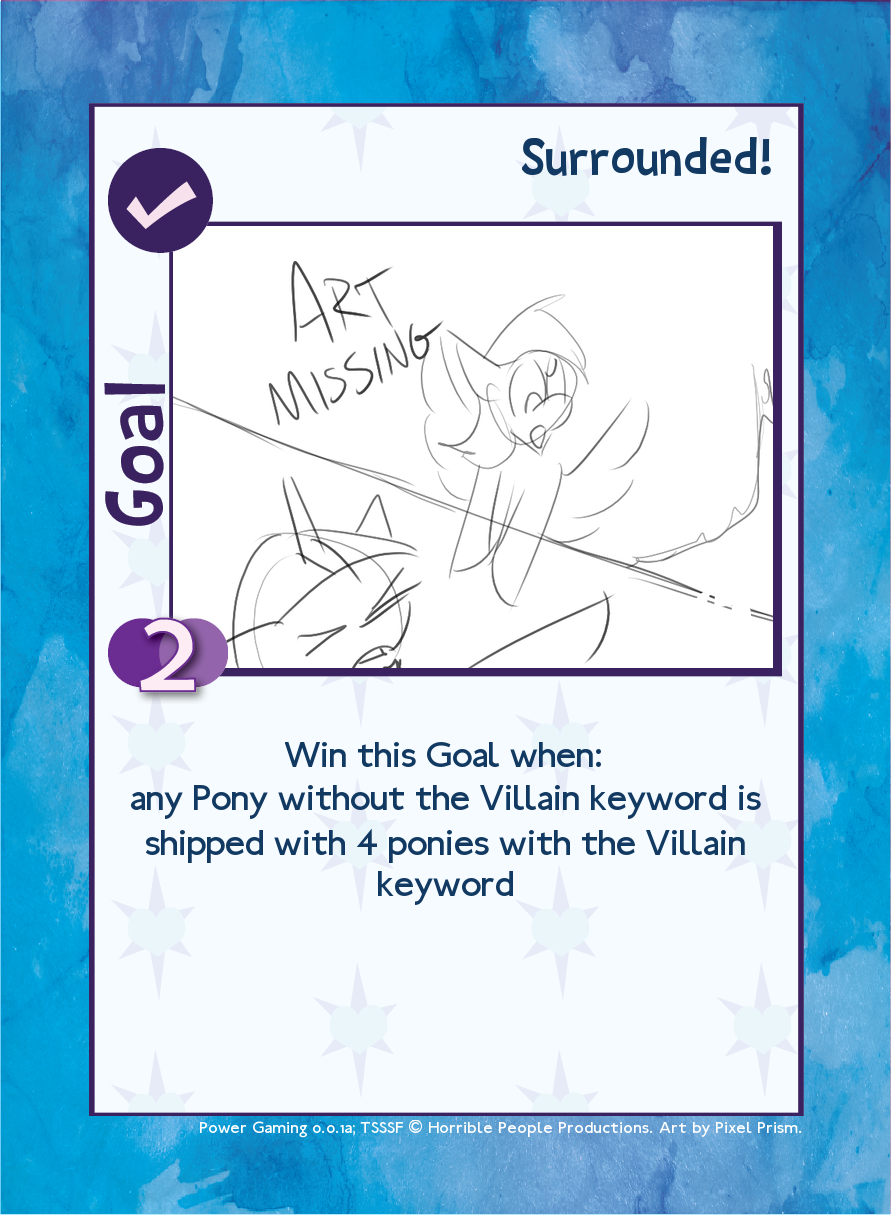 Surrounded!
ART
MISSING
Goal
2
Win this Goal when:
any Pony without the Villain keyword is
shipped with 4 ponies with the Villain
keyword
Power Gaming 0.0.1a; TSSSF © Horrible People Productions. Art by Pixel Prism.